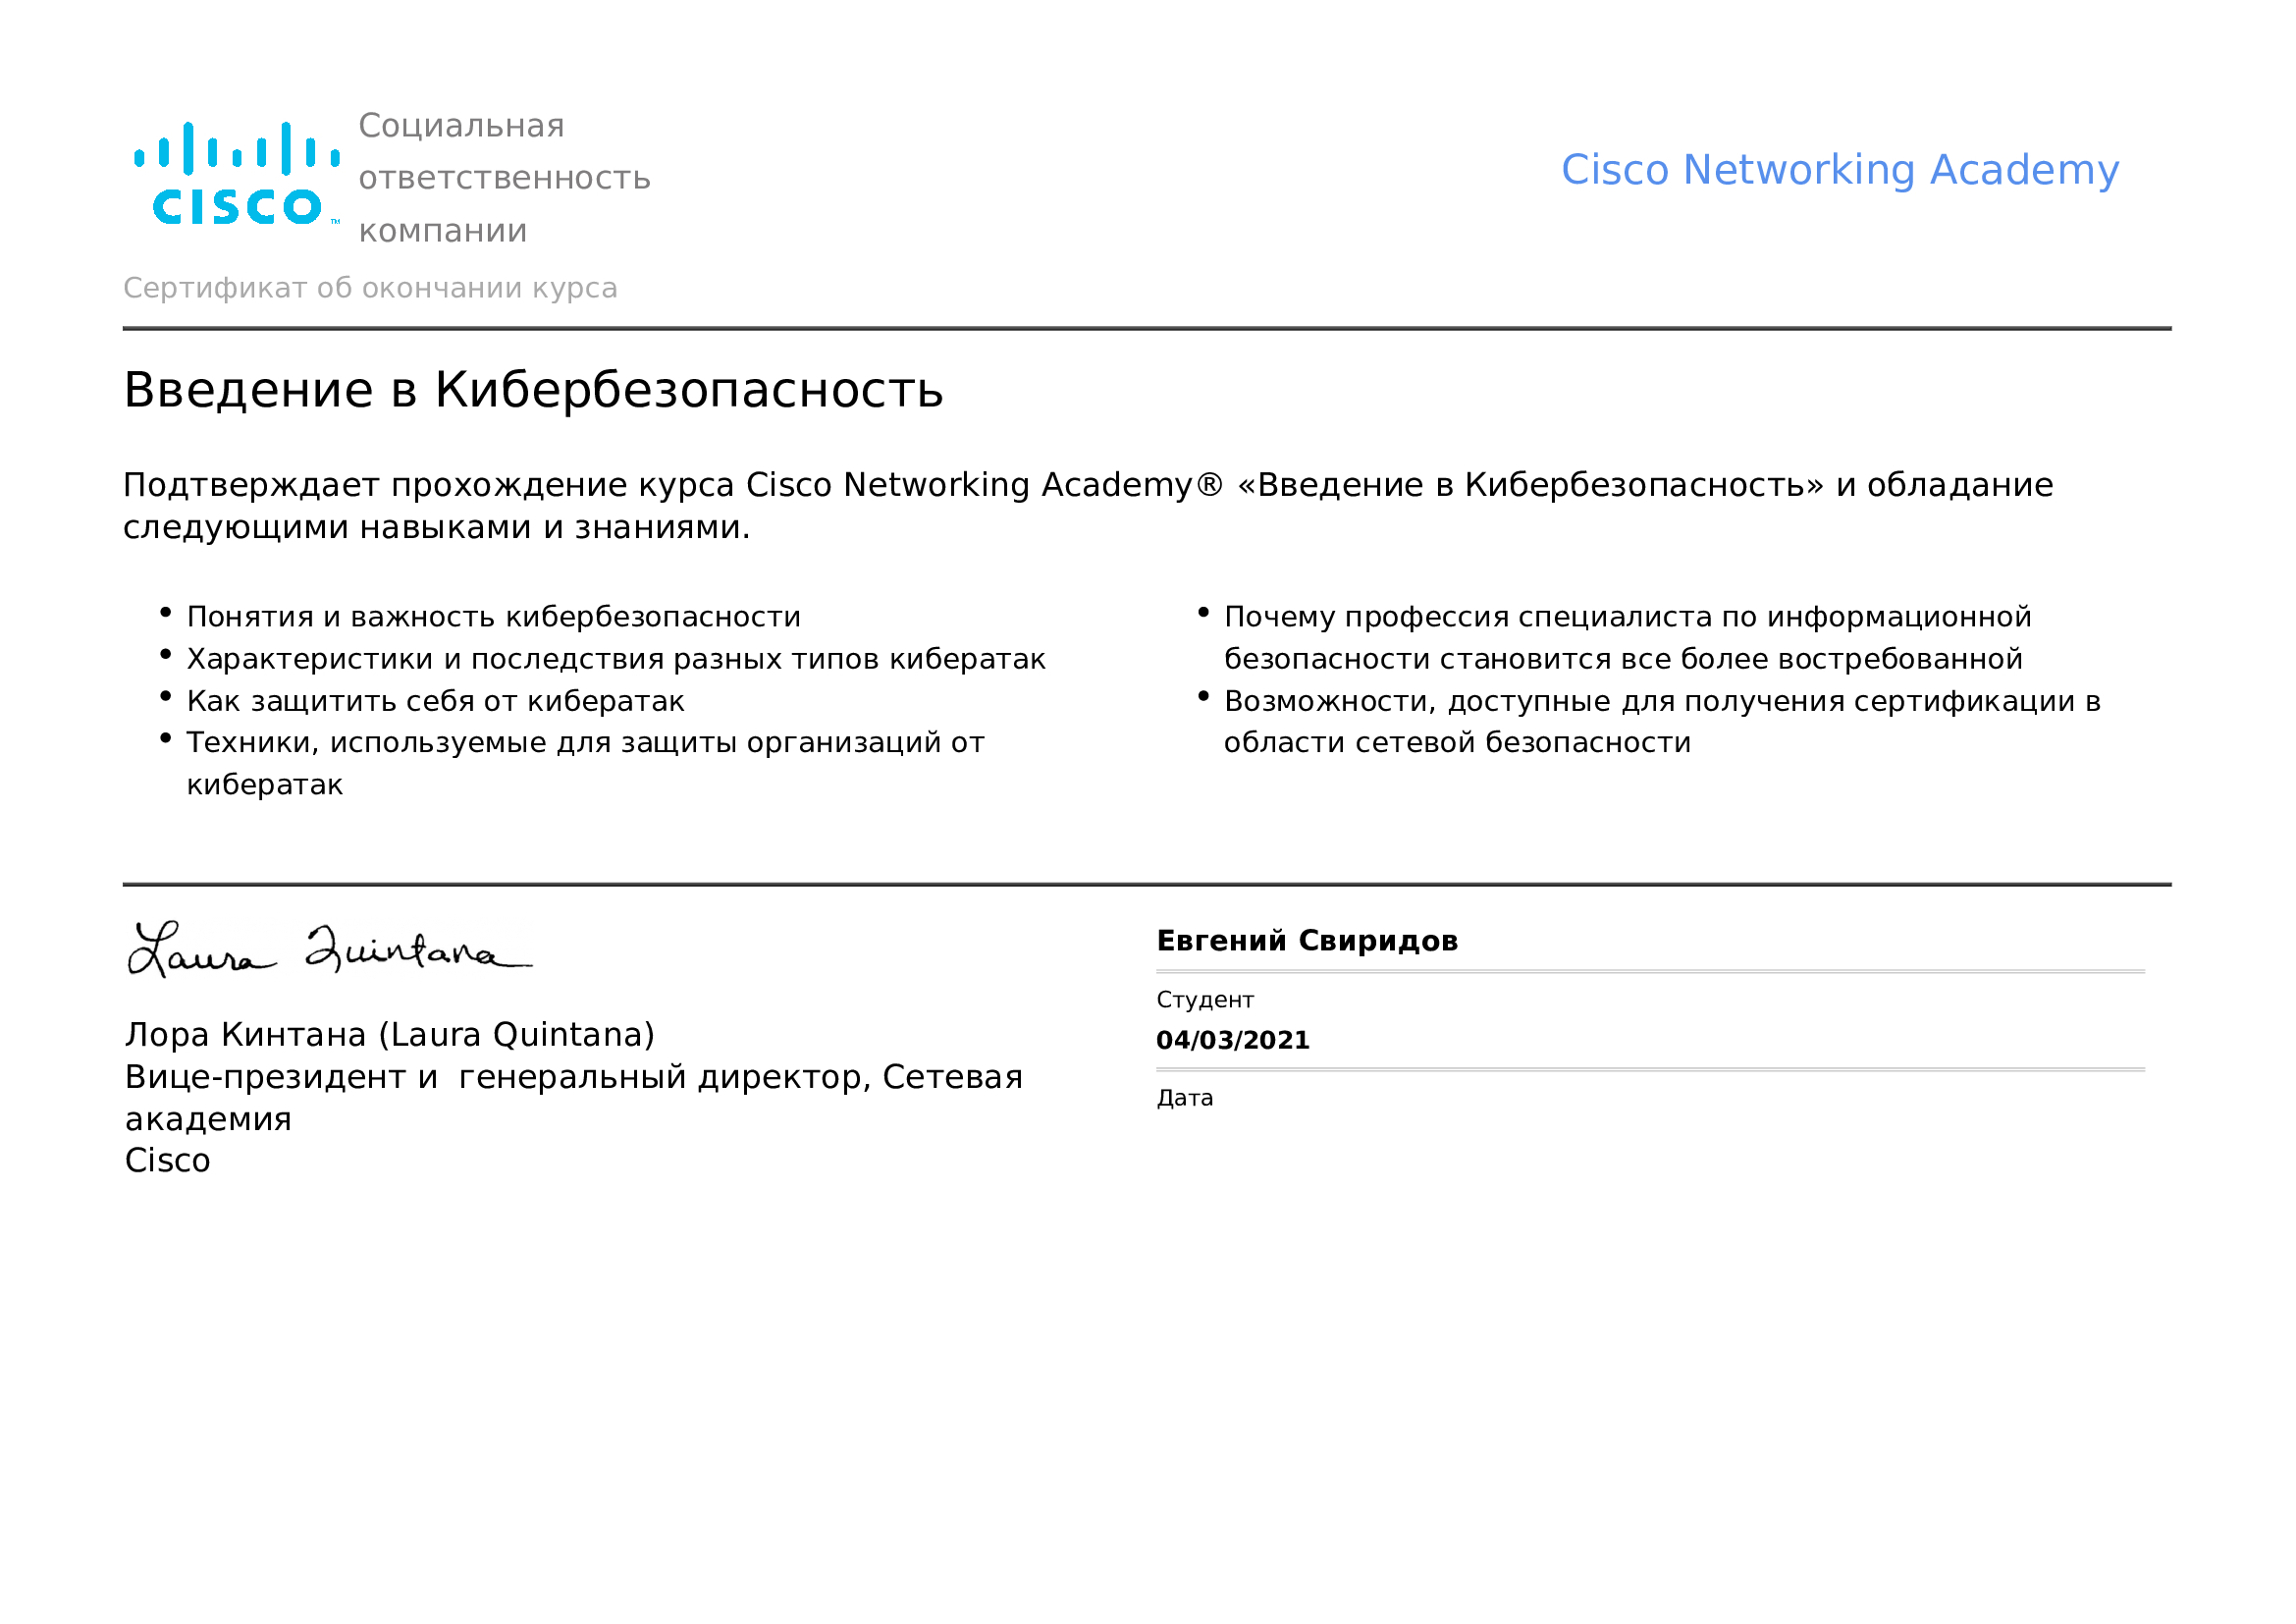 Социальная
ответственность
компании
CISCO™
Cisco Networking Academy
Сертификат об окончании курса
Введение в Кибербезопасность
Подтверждает прохождение курса Cisco Networking Academy® «Введение в Кибербезопасность» и обладание
следующими навыками и знаниями.
• Понятия и важность кибербезопасности
• Характеристики и последствия разных типов кибератак
• Как защитить себя от кибератак
• Техники, используемые для защиты организаций от
кибератак
• Почему профессия специалиста по информационной
безопасности становится все более востребованной
• Возможности, доступные для получения сертификации в
области сетевой безопасности
Laura Quintana
Лора Кинтана (Laura Quintana)
Вице-президент и  генеральный директор, Сетевая
академия
Cisco
Евгений Свиридов
Студент
04/03/2021
Дата